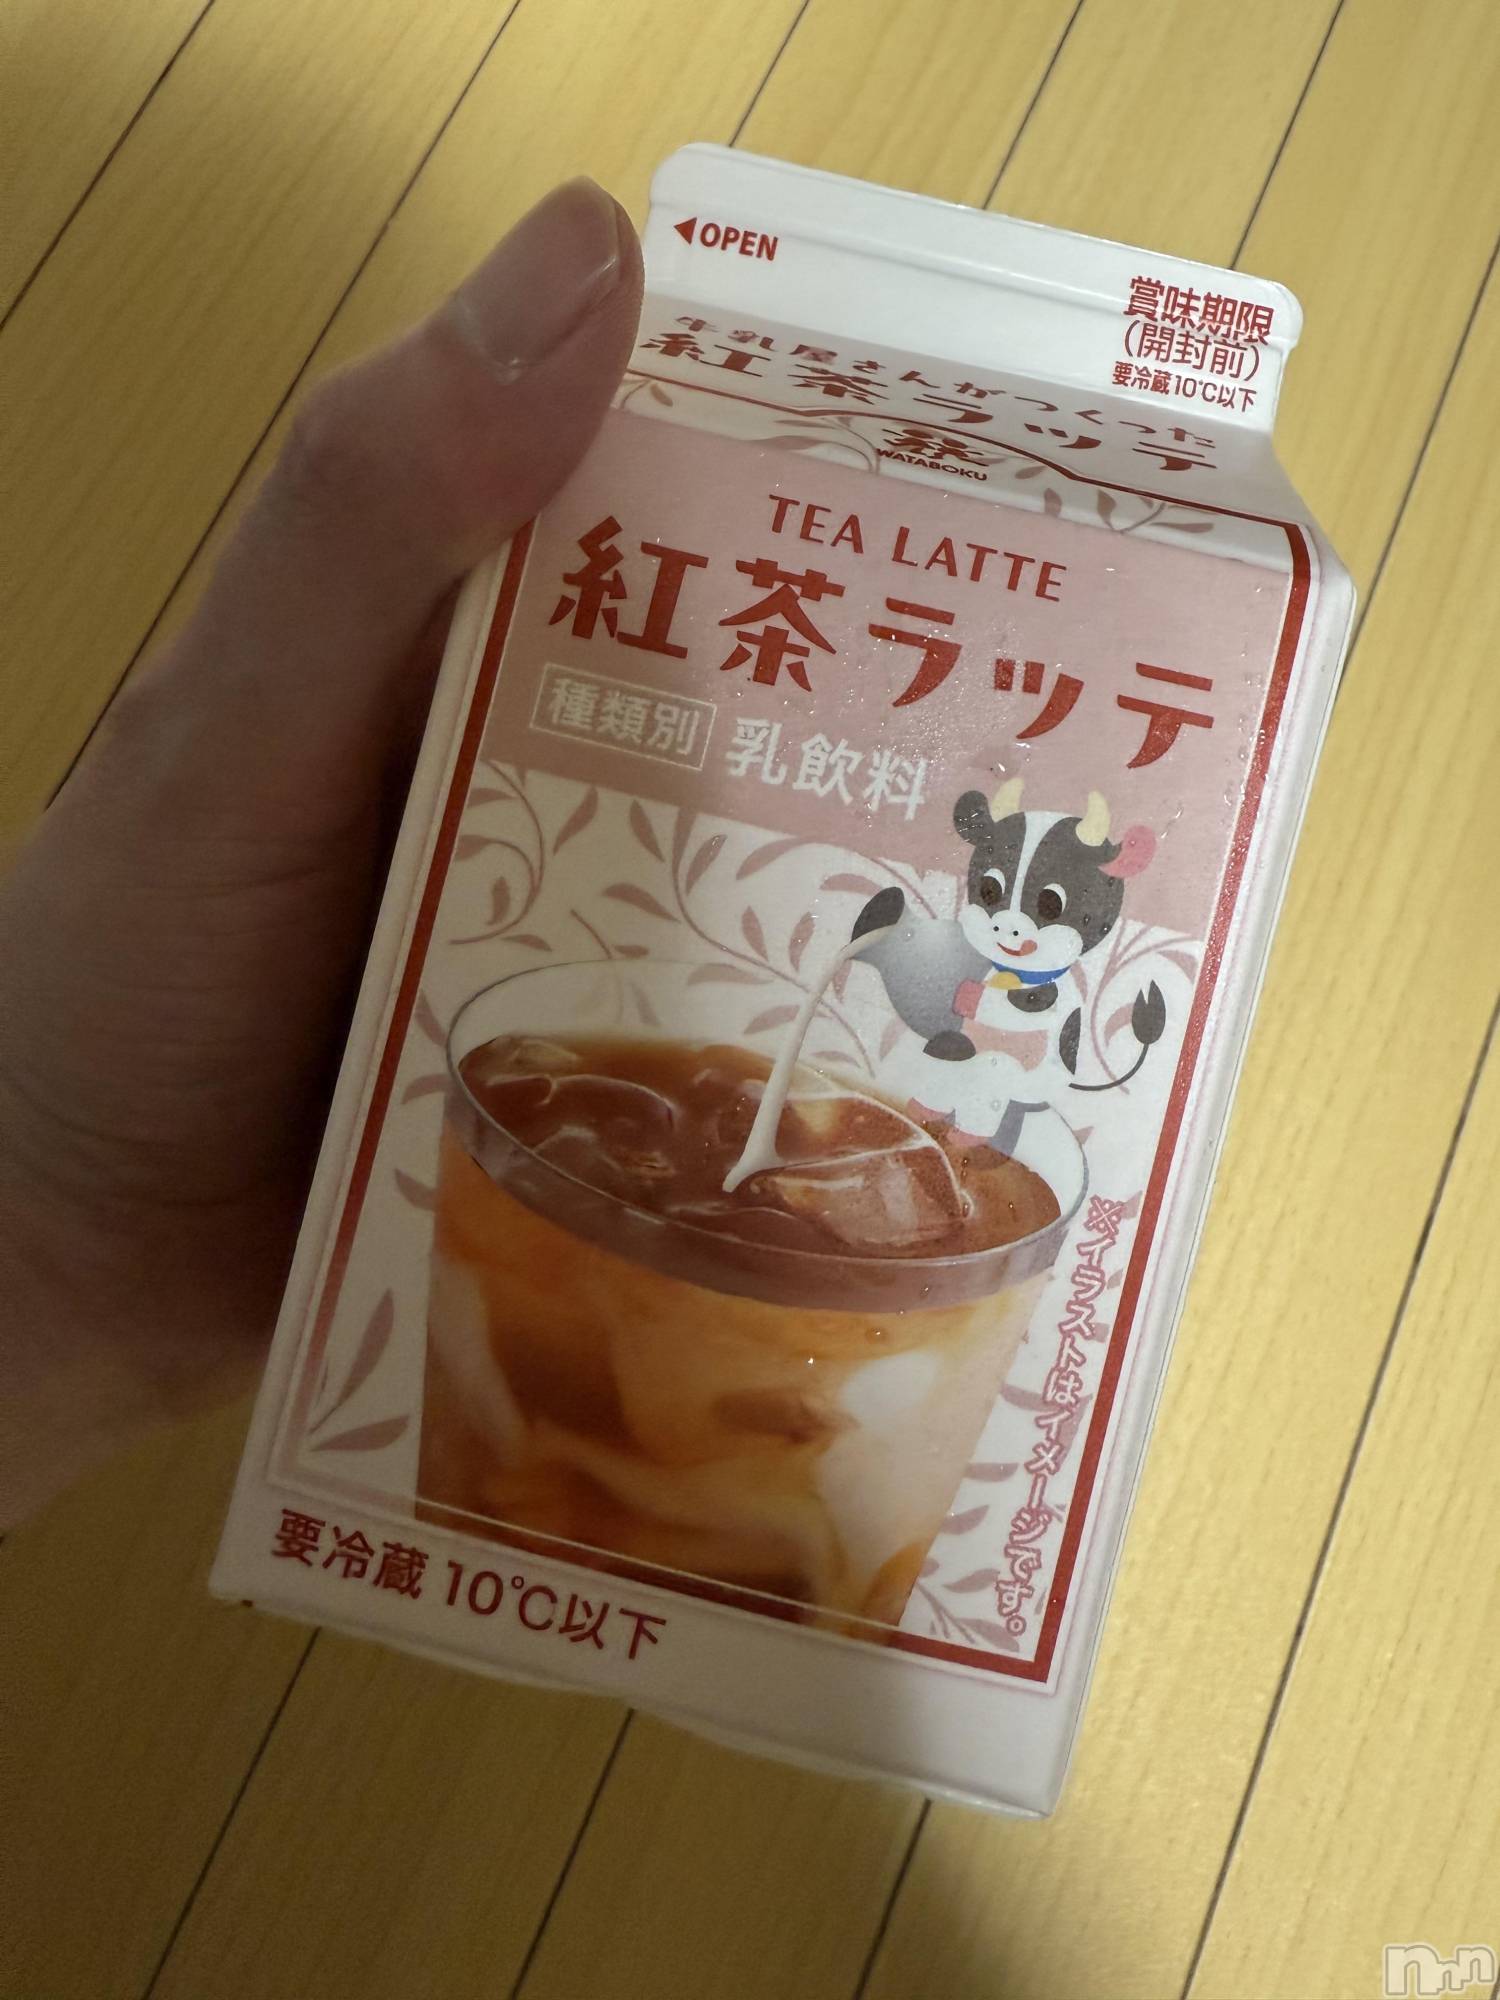 OPEN
賞味期限
(開封前)
要冷蔵10℃以下
牛乳屋さんがつくった
紅茶ラッテ
WATABOKU
TEA LATTE
紅茶ラッテ
種類別 乳飲料
※イラストはイメージです。
要冷蔵10℃以下
nnn